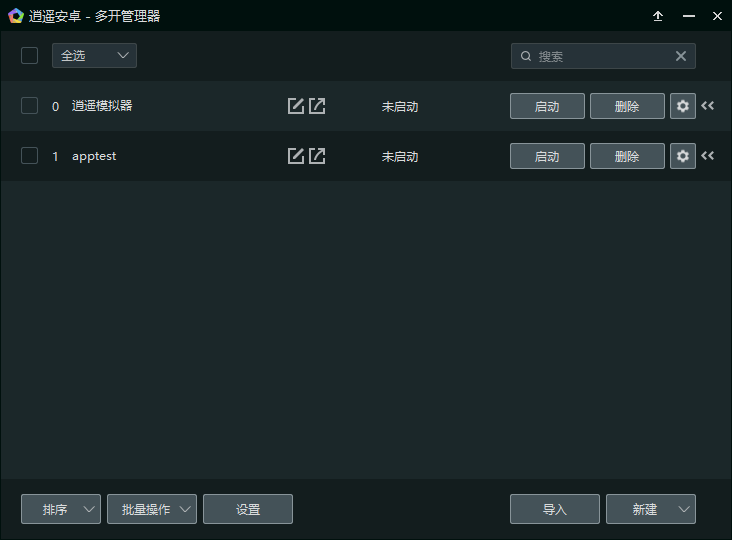 逍遥安卓 - 多开管理器
全选
搜索
0 逍遥模拟器 未启动 启动 删除
1 apptest 未启动 启动 删除
排序 批量操作 设置 导入 新建